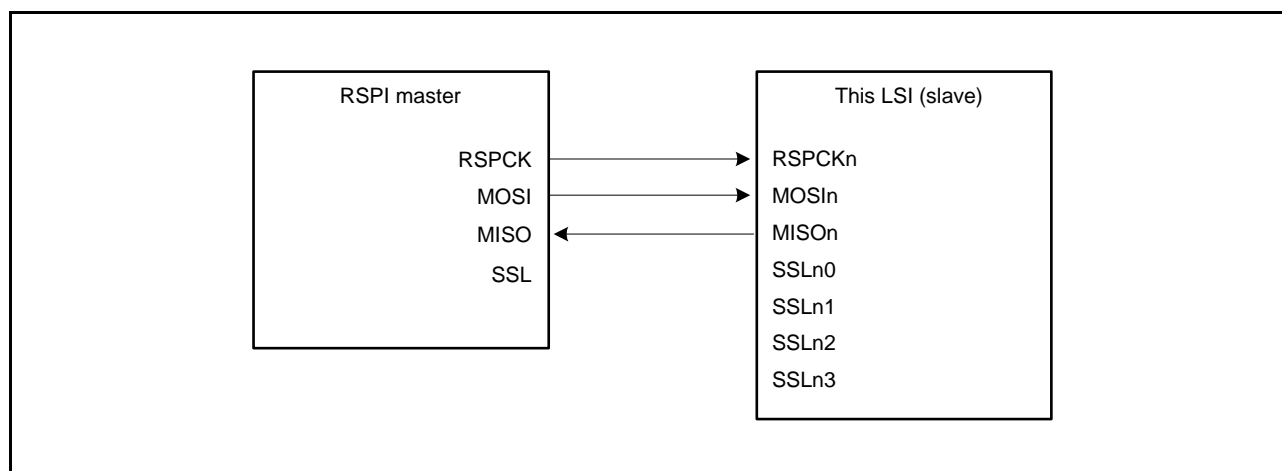 RSPI master
RSPCK
MOSI
MISO
SSL
This LSI (slave)
RSPCKn
MOSIn
MISOn
SSLn0
SSLn1
SSLn2
SSLn3